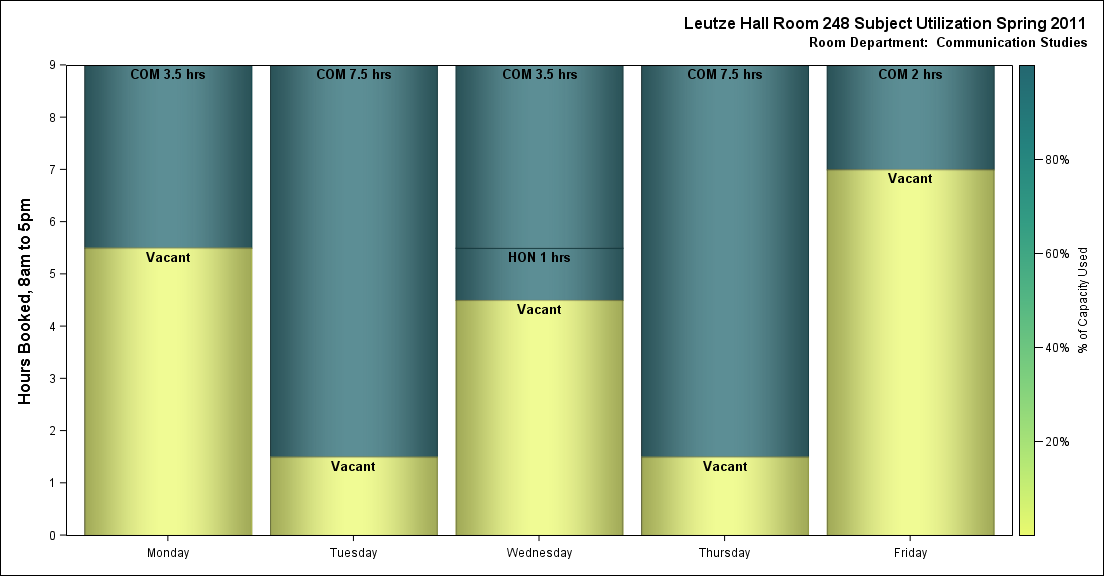 Leutze Hall Room 248 Subject Utilization Spring 2011
Room Department:  Communication Studies
Hours Booked, 8am to 5pm
9
8
7
6
5
4
3
2
1
0
COM 3.5 hrs
Vacant
COM 7.5 hrs
Vacant
COM 3.5 hrs
HON 1 hrs
Vacant
COM 7.5 hrs
Vacant
COM 2 hrs
Vacant
Monday
Tuesday
Wednesday
Thursday
Friday
80%
60%
40%
20%
% of Capacity Used